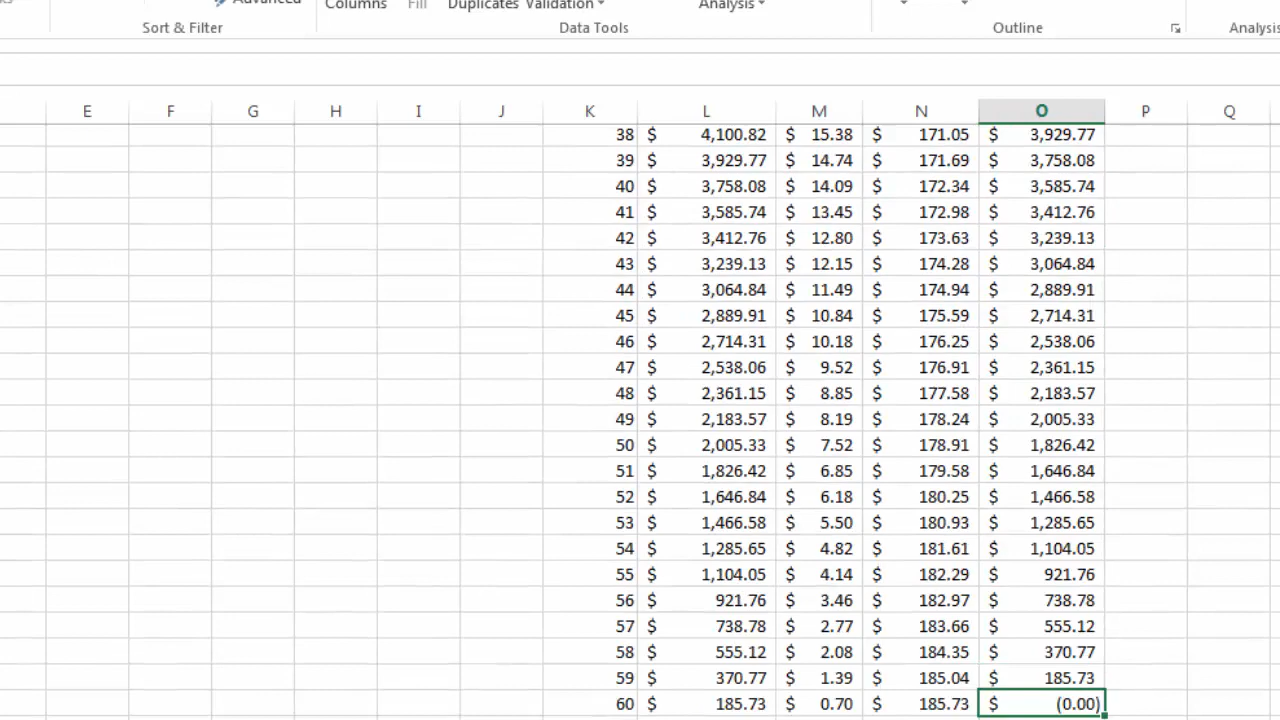 Advanced
Columns Fill Duplicates Validation Analysis
Sort & Filter Data Tools Outline Analysis
E F G H I J K L M N O P Q
38 $ 4,100.82 $ 15.38 $ 171.05 $ 3,929.77
39 $ 3,929.77 $ 14.74 $ 171.69 $ 3,758.08
40 $ 3,758.08 $ 14.09 $ 172.34 $ 3,585.74
41 $ 3,585.74 $ 13.45 $ 172.98 $ 3,412.76
42 $ 3,412.76 $ 12.80 $ 173.63 $ 3,239.13
43 $ 3,239.13 $ 12.15 $ 174.28 $ 3,064.84
44 $ 3,064.84 $ 11.49 $ 174.94 $ 2,889.91
45 $ 2,889.91 $ 10.84 $ 175.59 $ 2,714.31
46 $ 2,714.31 $ 10.18 $ 176.25 $ 2,538.06
47 $ 2,538.06 $ 9.52 $ 176.91 $ 2,361.15
48 $ 2,361.15 $ 8.85 $ 177.58 $ 2,183.57
49 $ 2,183.57 $ 8.19 $ 178.24 $ 2,005.33
50 $ 2,005.33 $ 7.52 $ 178.91 $ 1,826.42
51 $ 1,826.42 $ 6.85 $ 179.58 $ 1,646.84
52 $ 1,646.84 $ 6.18 $ 180.25 $ 1,466.58
53 $ 1,466.58 $ 5.50 $ 180.93 $ 1,285.65
54 $ 1,285.65 $ 4.82 $ 181.61 $ 1,104.05
55 $ 1,104.05 $ 4.14 $ 182.29 $ 921.76
56 $ 921.76 $ 3.46 $ 182.97 $ 738.78
57 $ 738.78 $ 2.77 $ 183.66 $ 555.12
58 $ 555.12 $ 2.08 $ 184.35 $ 370.77
59 $ 370.77 $ 1.39 $ 185.04 $ 185.73
60 $ 185.73 $ 0.70 $ 185.73 $ (0.00)